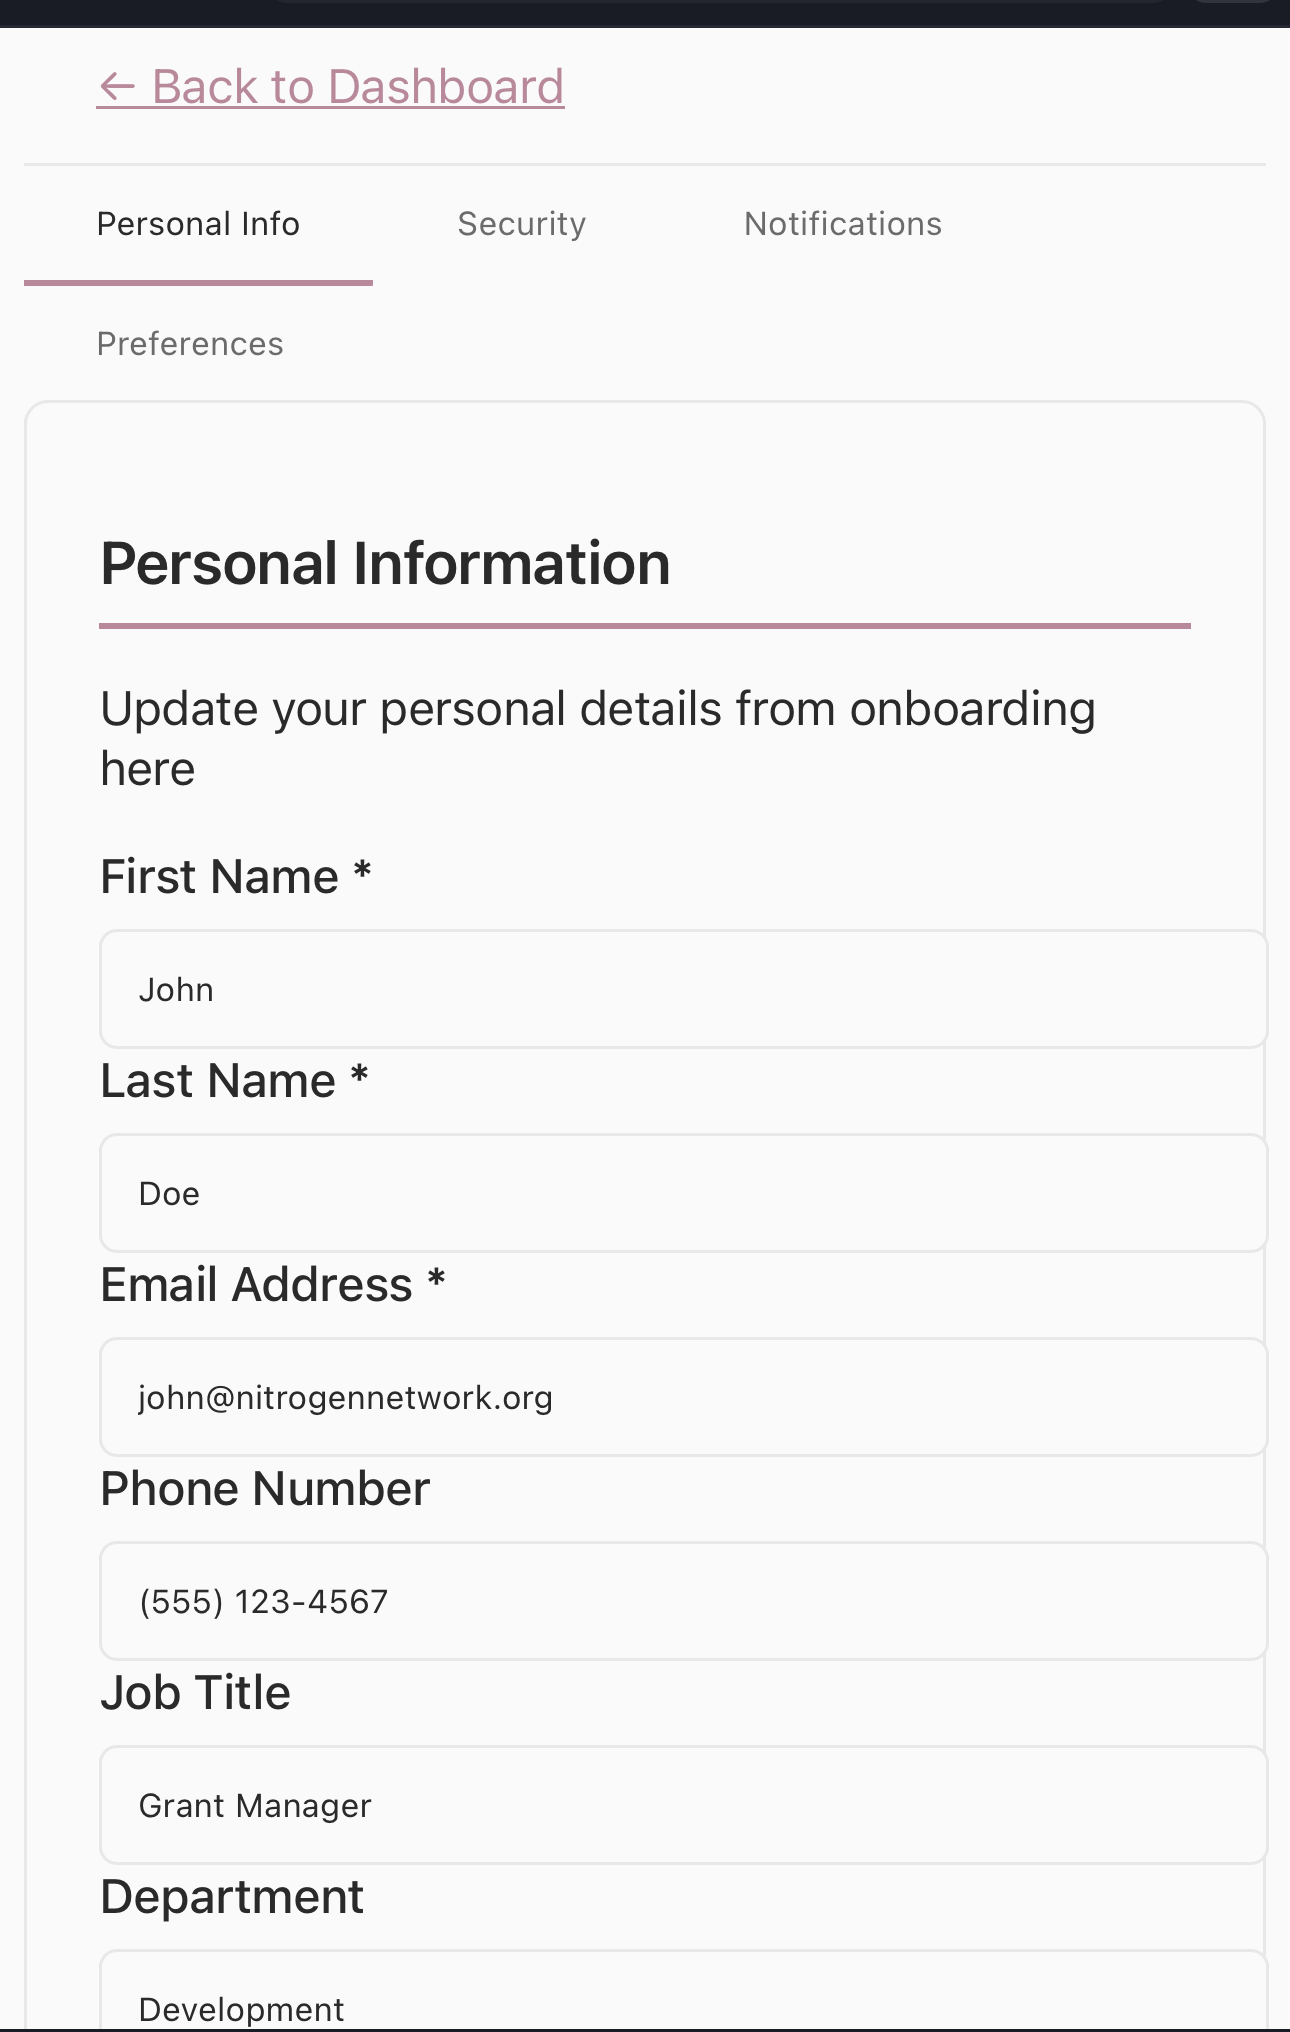 ← Back to Dashboard
Personal Info
Security
Notifications
Preferences
Personal Information
Update your personal details from onboarding
here
First Name *
John
Last Name *
Doe
Email Address *
john@nitrogennetwork.org
Phone Number
(555) 123-4567
Job Title
Grant Manager
Department
Development